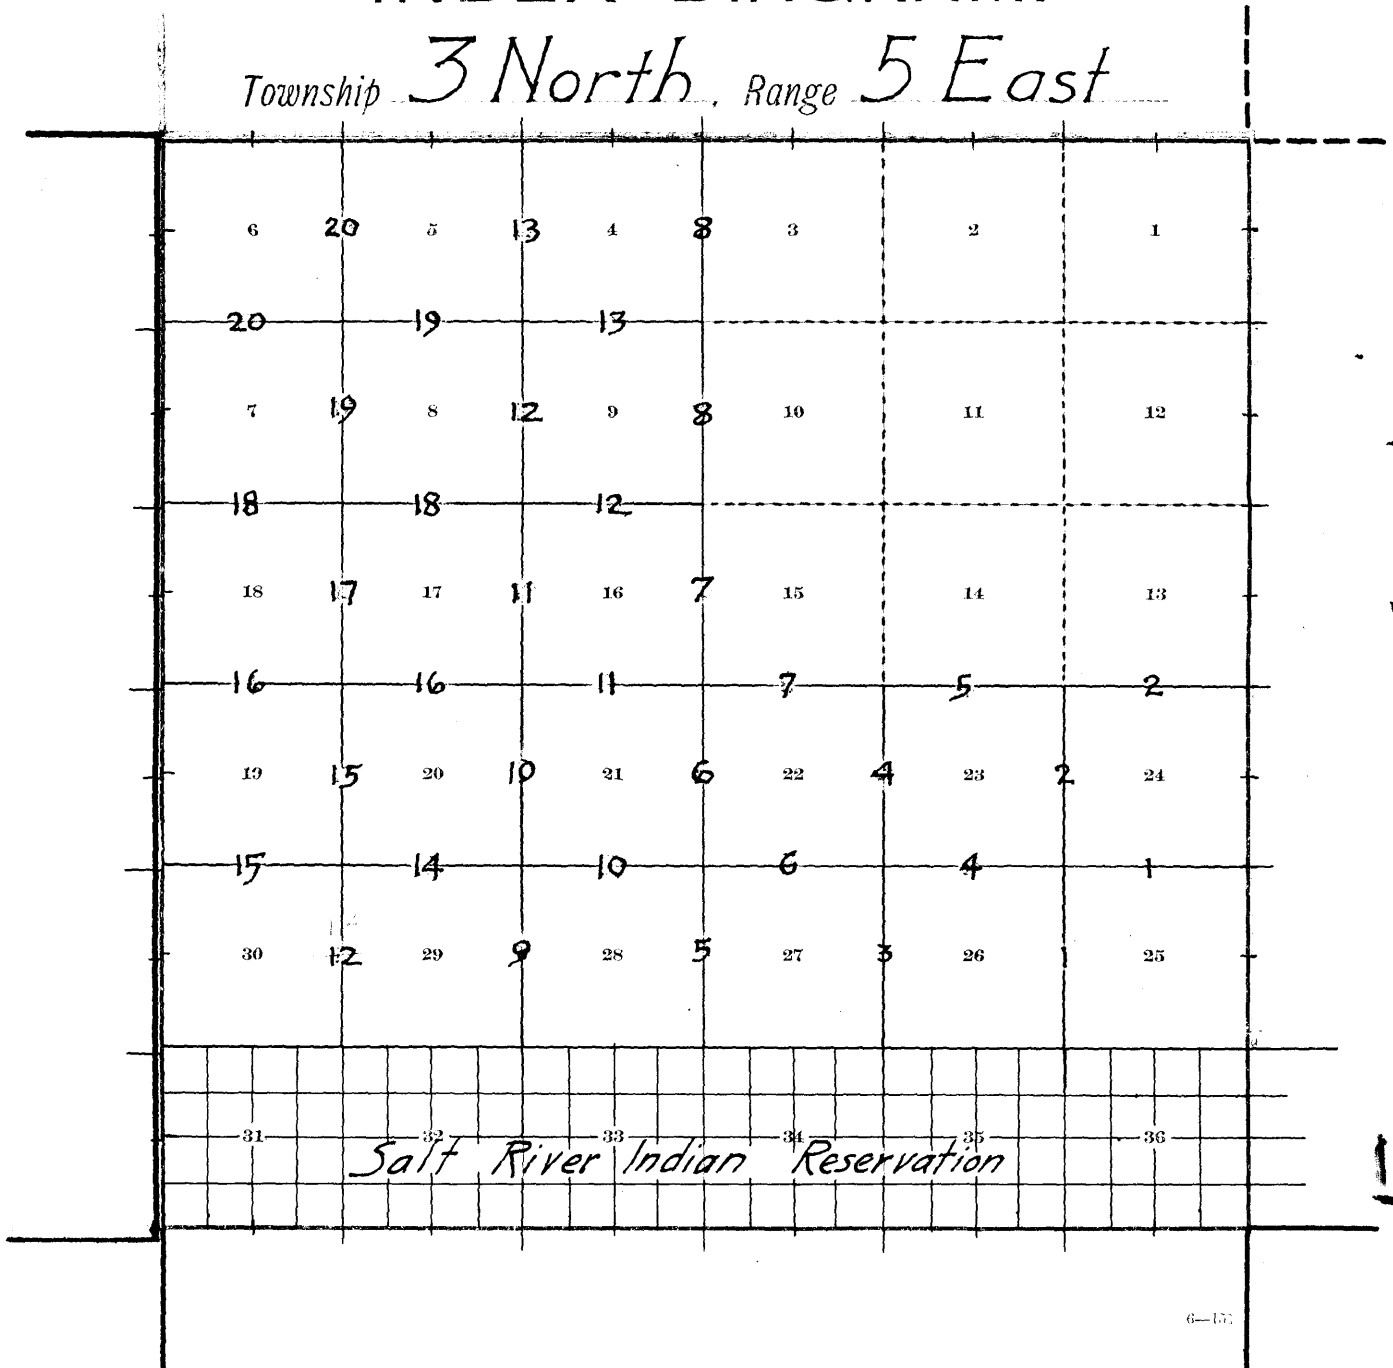 INDEX DIAGRAM.
Township 3 North, Range 5 East
6 20 5 13 4 8 3 2 1
20 19 13
7 19 8 12 9 8 10 11 12
18 18 12
18 17 17 11 16 7 15 14 13
16 16 11 7 5 2
19 15 20 10 21 6 22 4 23 2 24
15 14 10 6 4 1
30 12 29 9 28 5 27 3 26 1 25
31 32 33 34 35 36
Salt River Indian Reservation